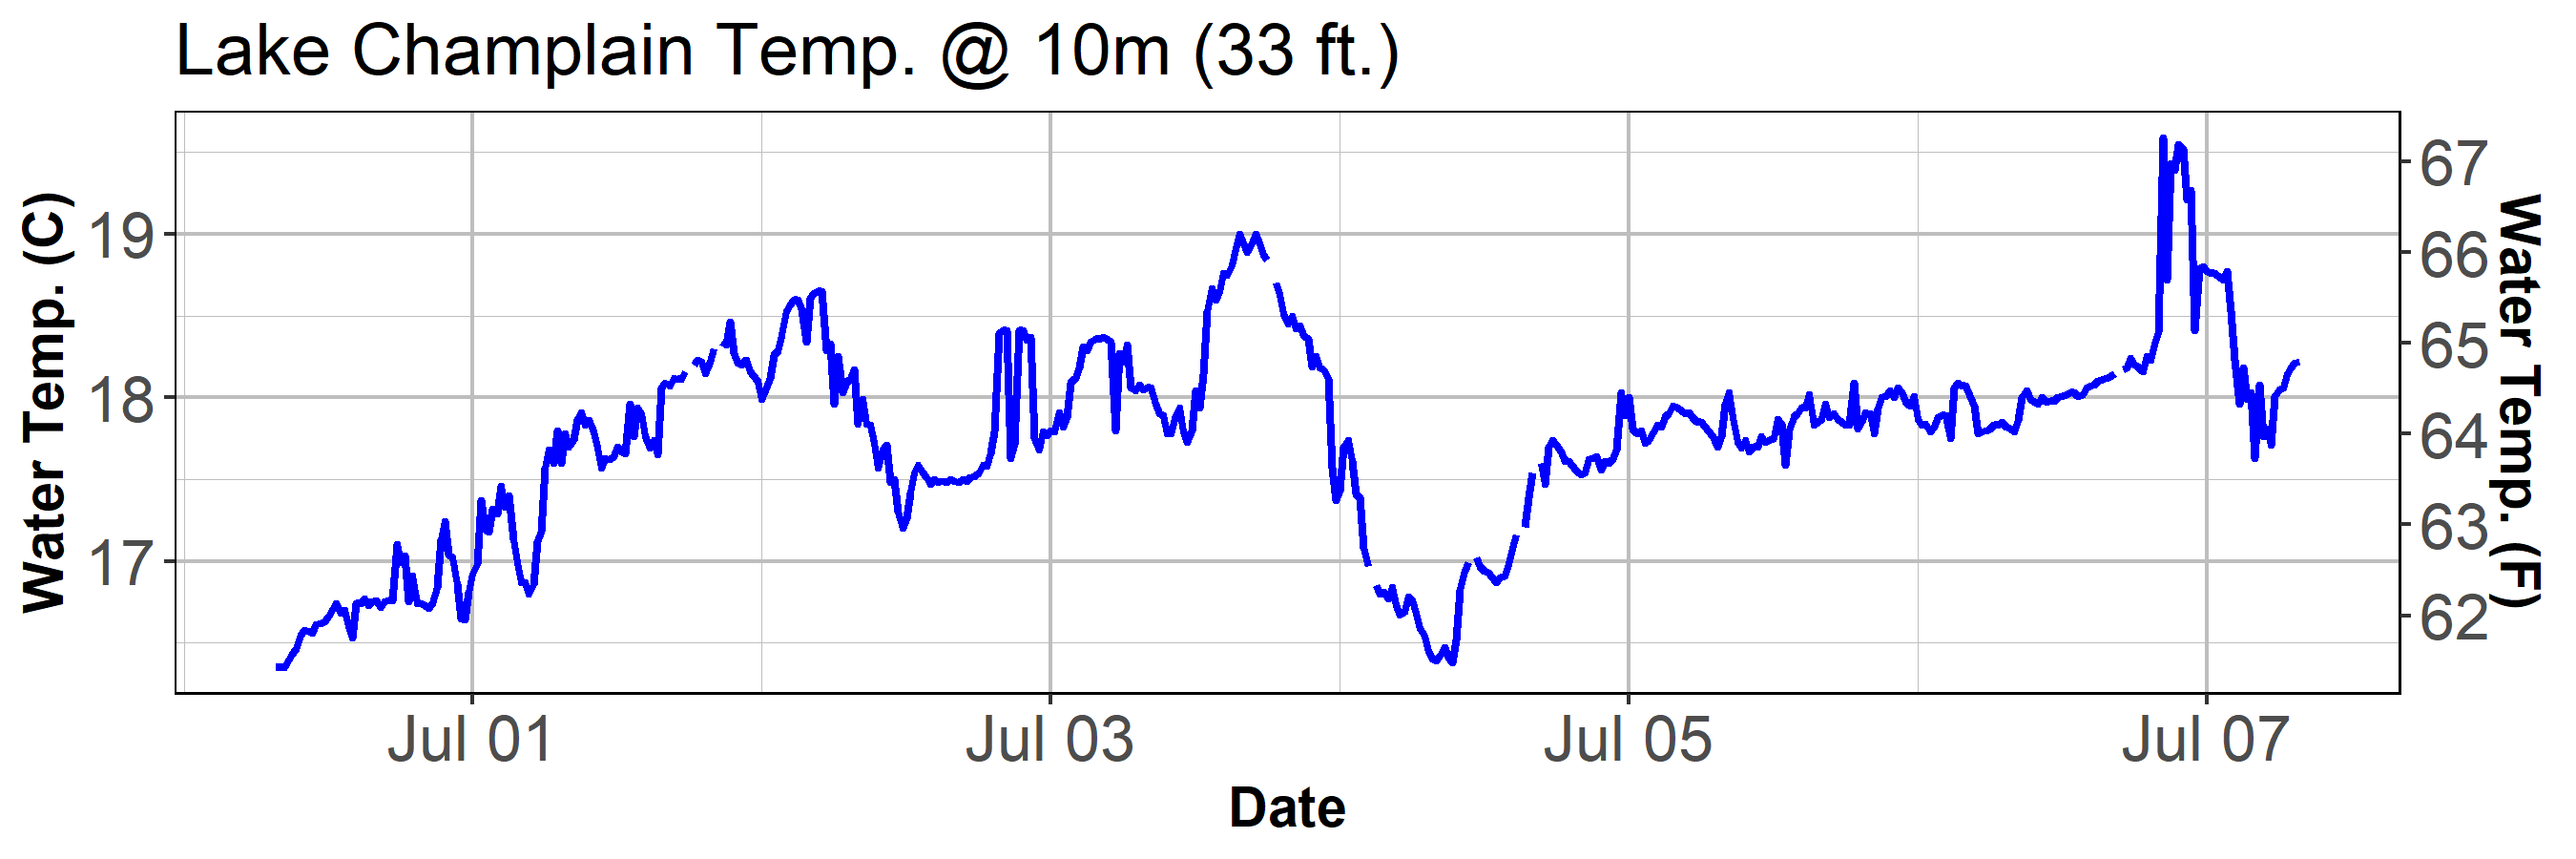 Lake Champlain Temp. @ 10m (33 ft.)
Water Temp. (C)
19
18
17
67
66
65
64
63
62
Water Temp. (F)
Jul 01 Jul 03 Jul 05 Jul 07
Date